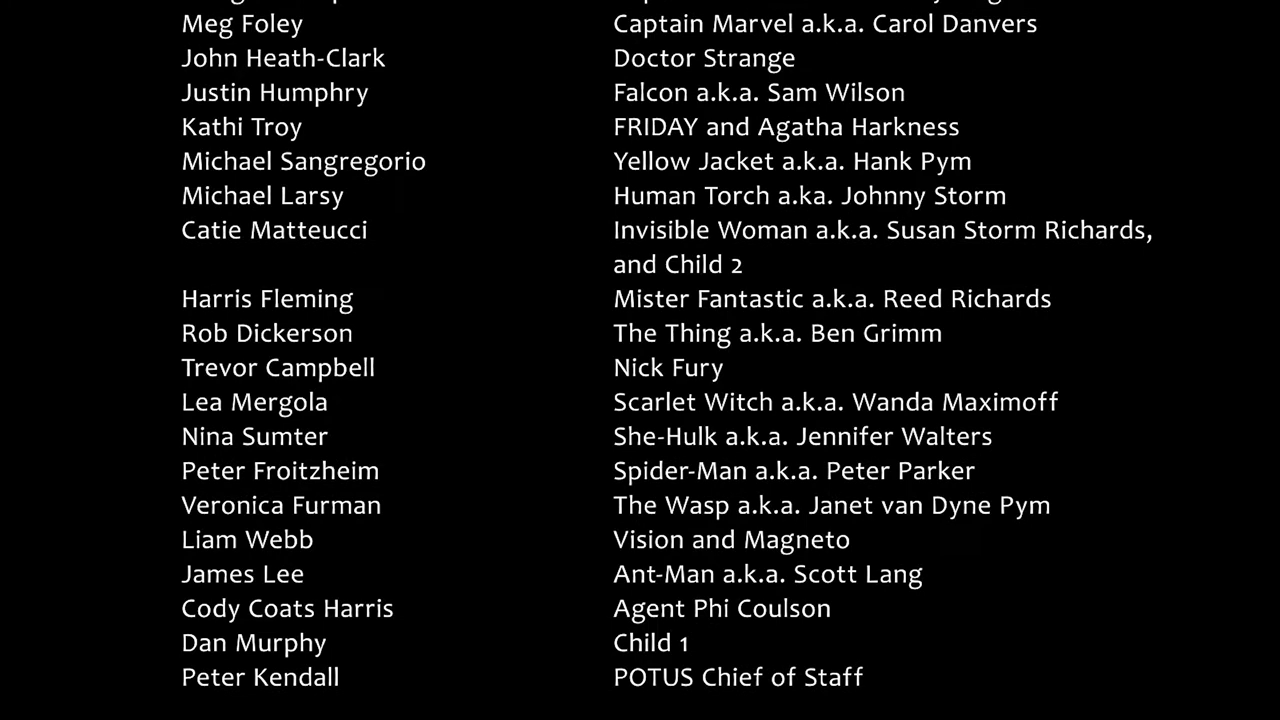 Meg Foley Captain Marvel a.k.a. Carol Danvers
John Heath-Clark Doctor Strange
Justin Humphry Falcon a.k.a. Sam Wilson
Kathi Troy FRIDAY and Agatha Harkness
Michael Sangregorio Yellow Jacket a.k.a. Hank Pym
Michael Larsy Human Torch a.ka. Johnny Storm
Catie Matteucci Invisible Woman a.k.a. Susan Storm Richards,
and Child 2
Harris Fleming Mister Fantastic a.k.a. Reed Richards
Rob Dickerson The Thing a.k.a. Ben Grimm
Trevor Campbell Nick Fury
Lea Mergola Scarlet Witch a.k.a. Wanda Maximoff
Nina Sumter She-Hulk a.k.a. Jennifer Walters
Peter Froitzheim Spider-Man a.k.a. Peter Parker
Veronica Furman The Wasp a.k.a. Janet van Dyne Pym
Liam Webb Vision and Magneto
James Lee Ant-Man a.k.a. Scott Lang
Cody Coats Harris Agent Phi Coulson
Dan Murphy Child 1
Peter Kendall POTUS Chief of Staff